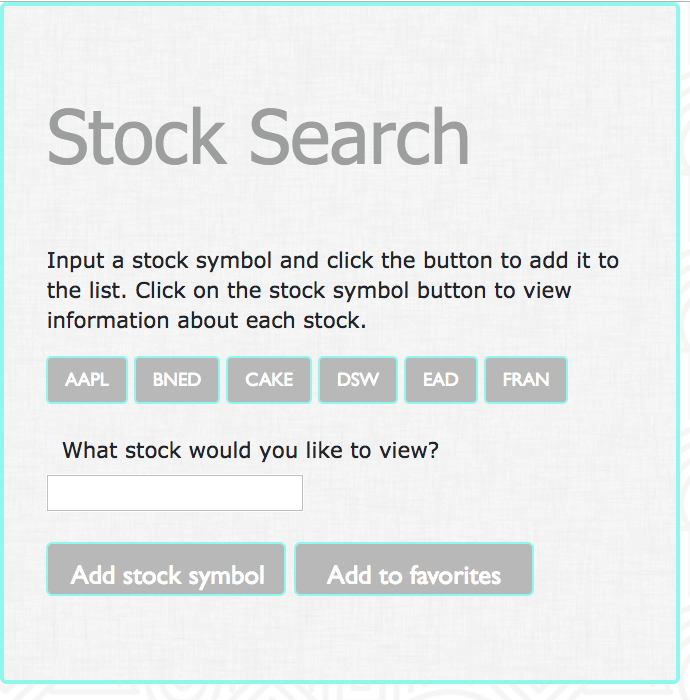 Stock Search
Input a stock symbol and click the button to add it to
the list. Click on the stock symbol button to view
information about each stock.
AAPL BNED CAKE DSW EAD FRAN
What stock would you like to view?
Add stock symbol Add to favorites